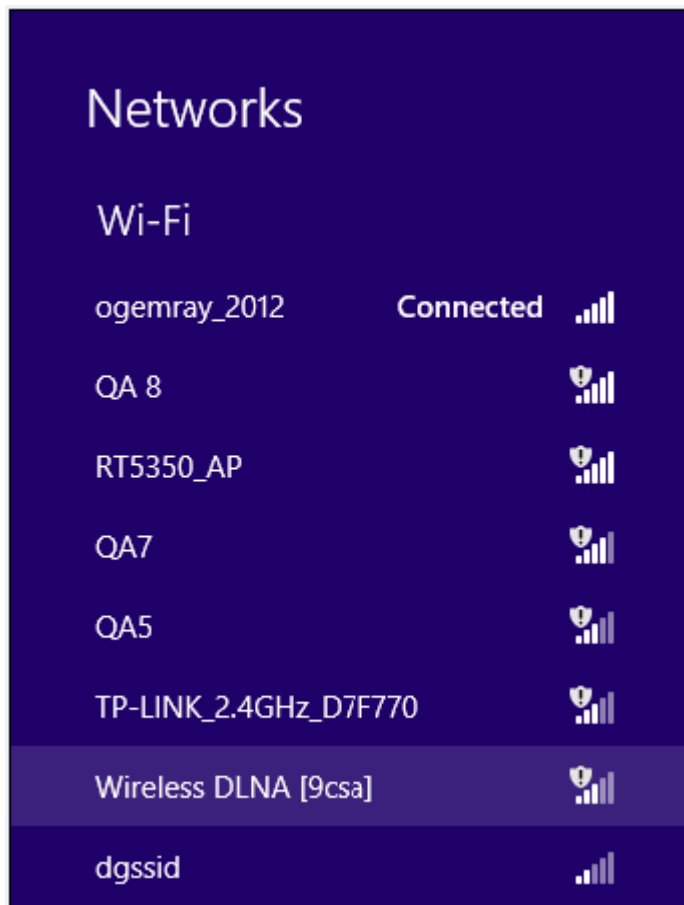 Networks
Wi-Fi
ogemray_2012 Connected
QA 8
RT5350_AP
QA7
QA5
TP-LINK_2.4GHz_D7F770
Wireless DLNA [9csa]
dgssid